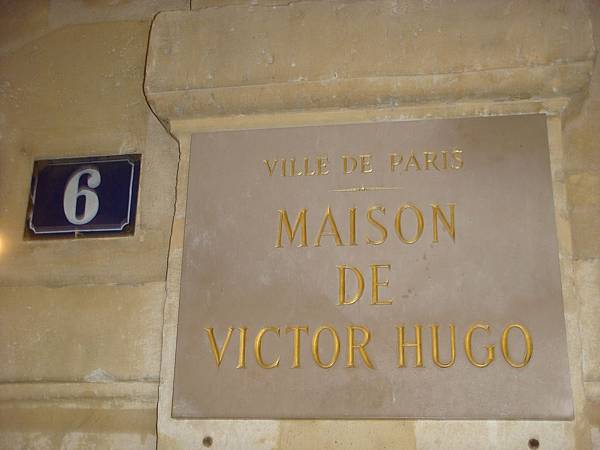 6
VILLE DE PARIS
MAISON
DE
VICTOR HUGO